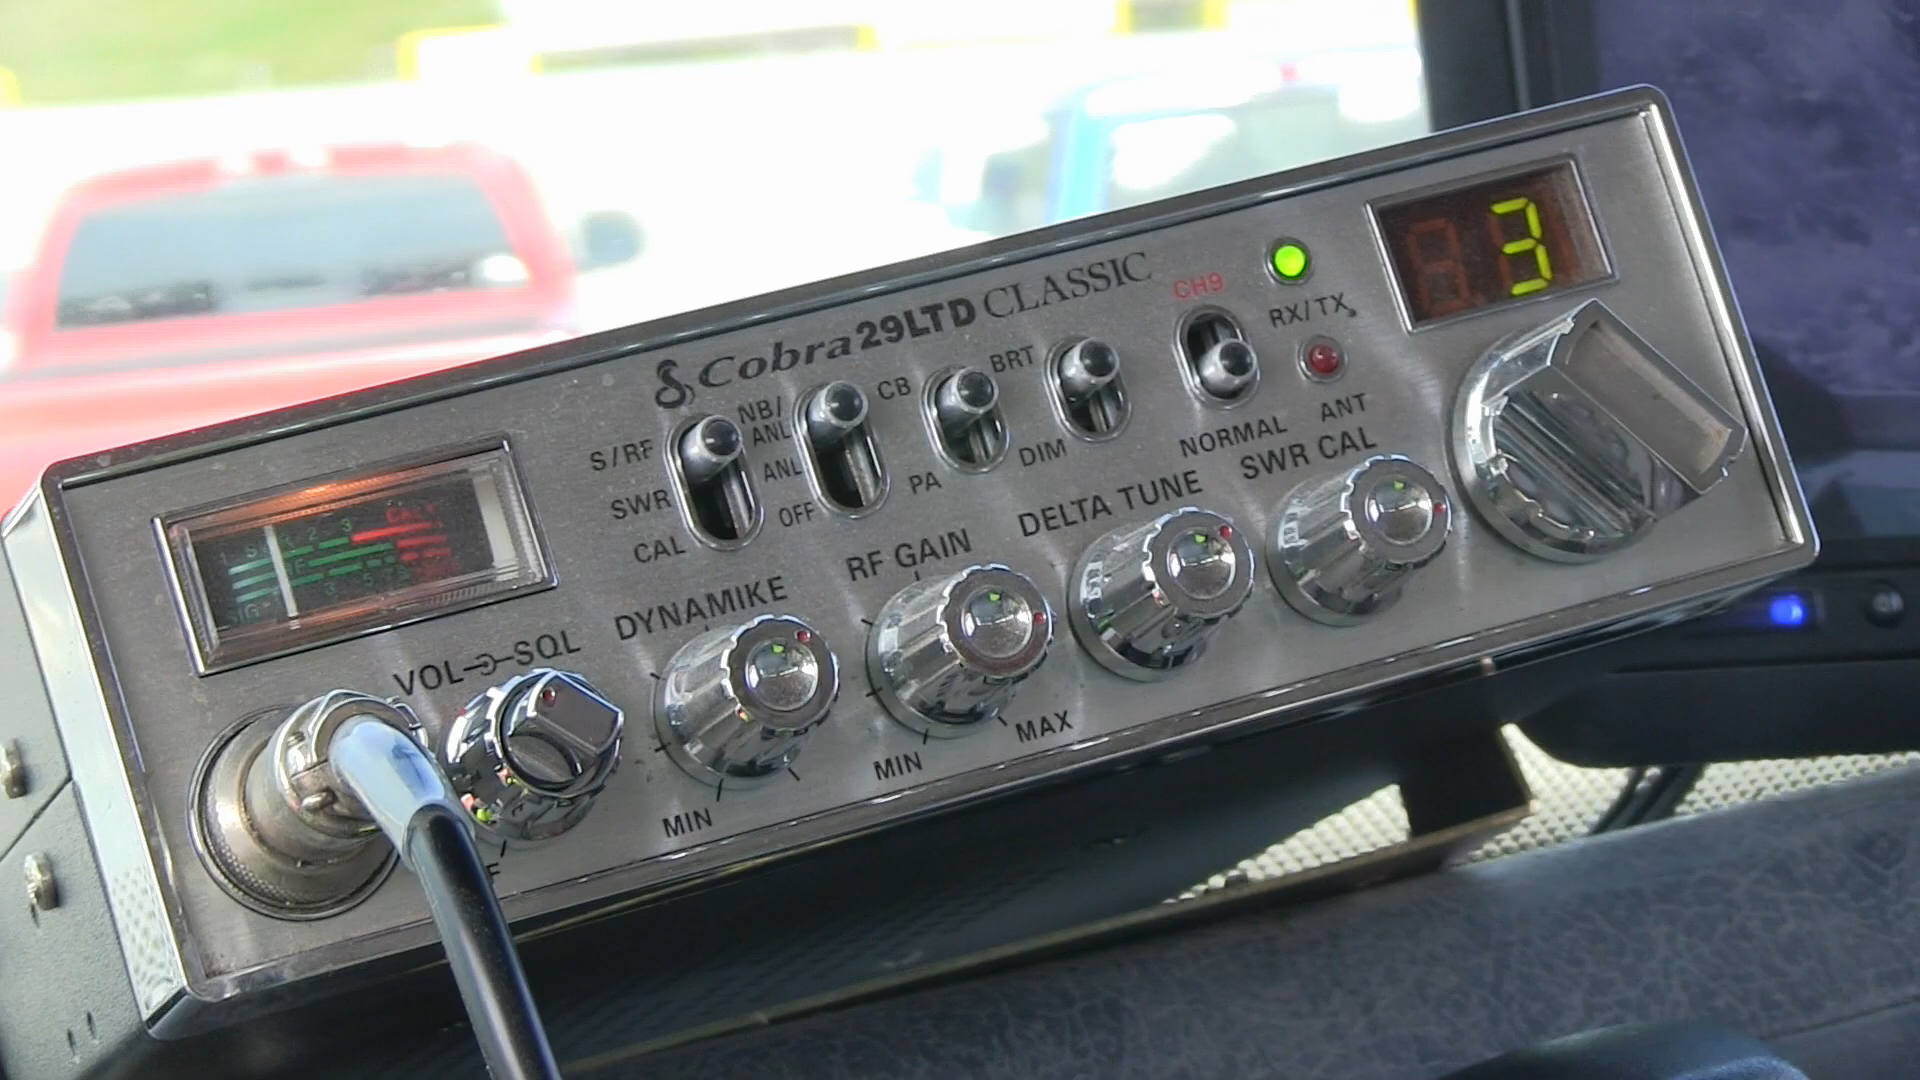 Cobra 29LTD CLASSIC
CH9
RX/TX
3
S/RF
NB/
ANL
CB
BRT
SWR
ANL
PA
DIM
NORMAL
ANT
CAL
OFF
VOL SQL
DYNAMIKE
RF GAIN
DELTA TUNE
SWR CAL
MIN
MIN
MAX